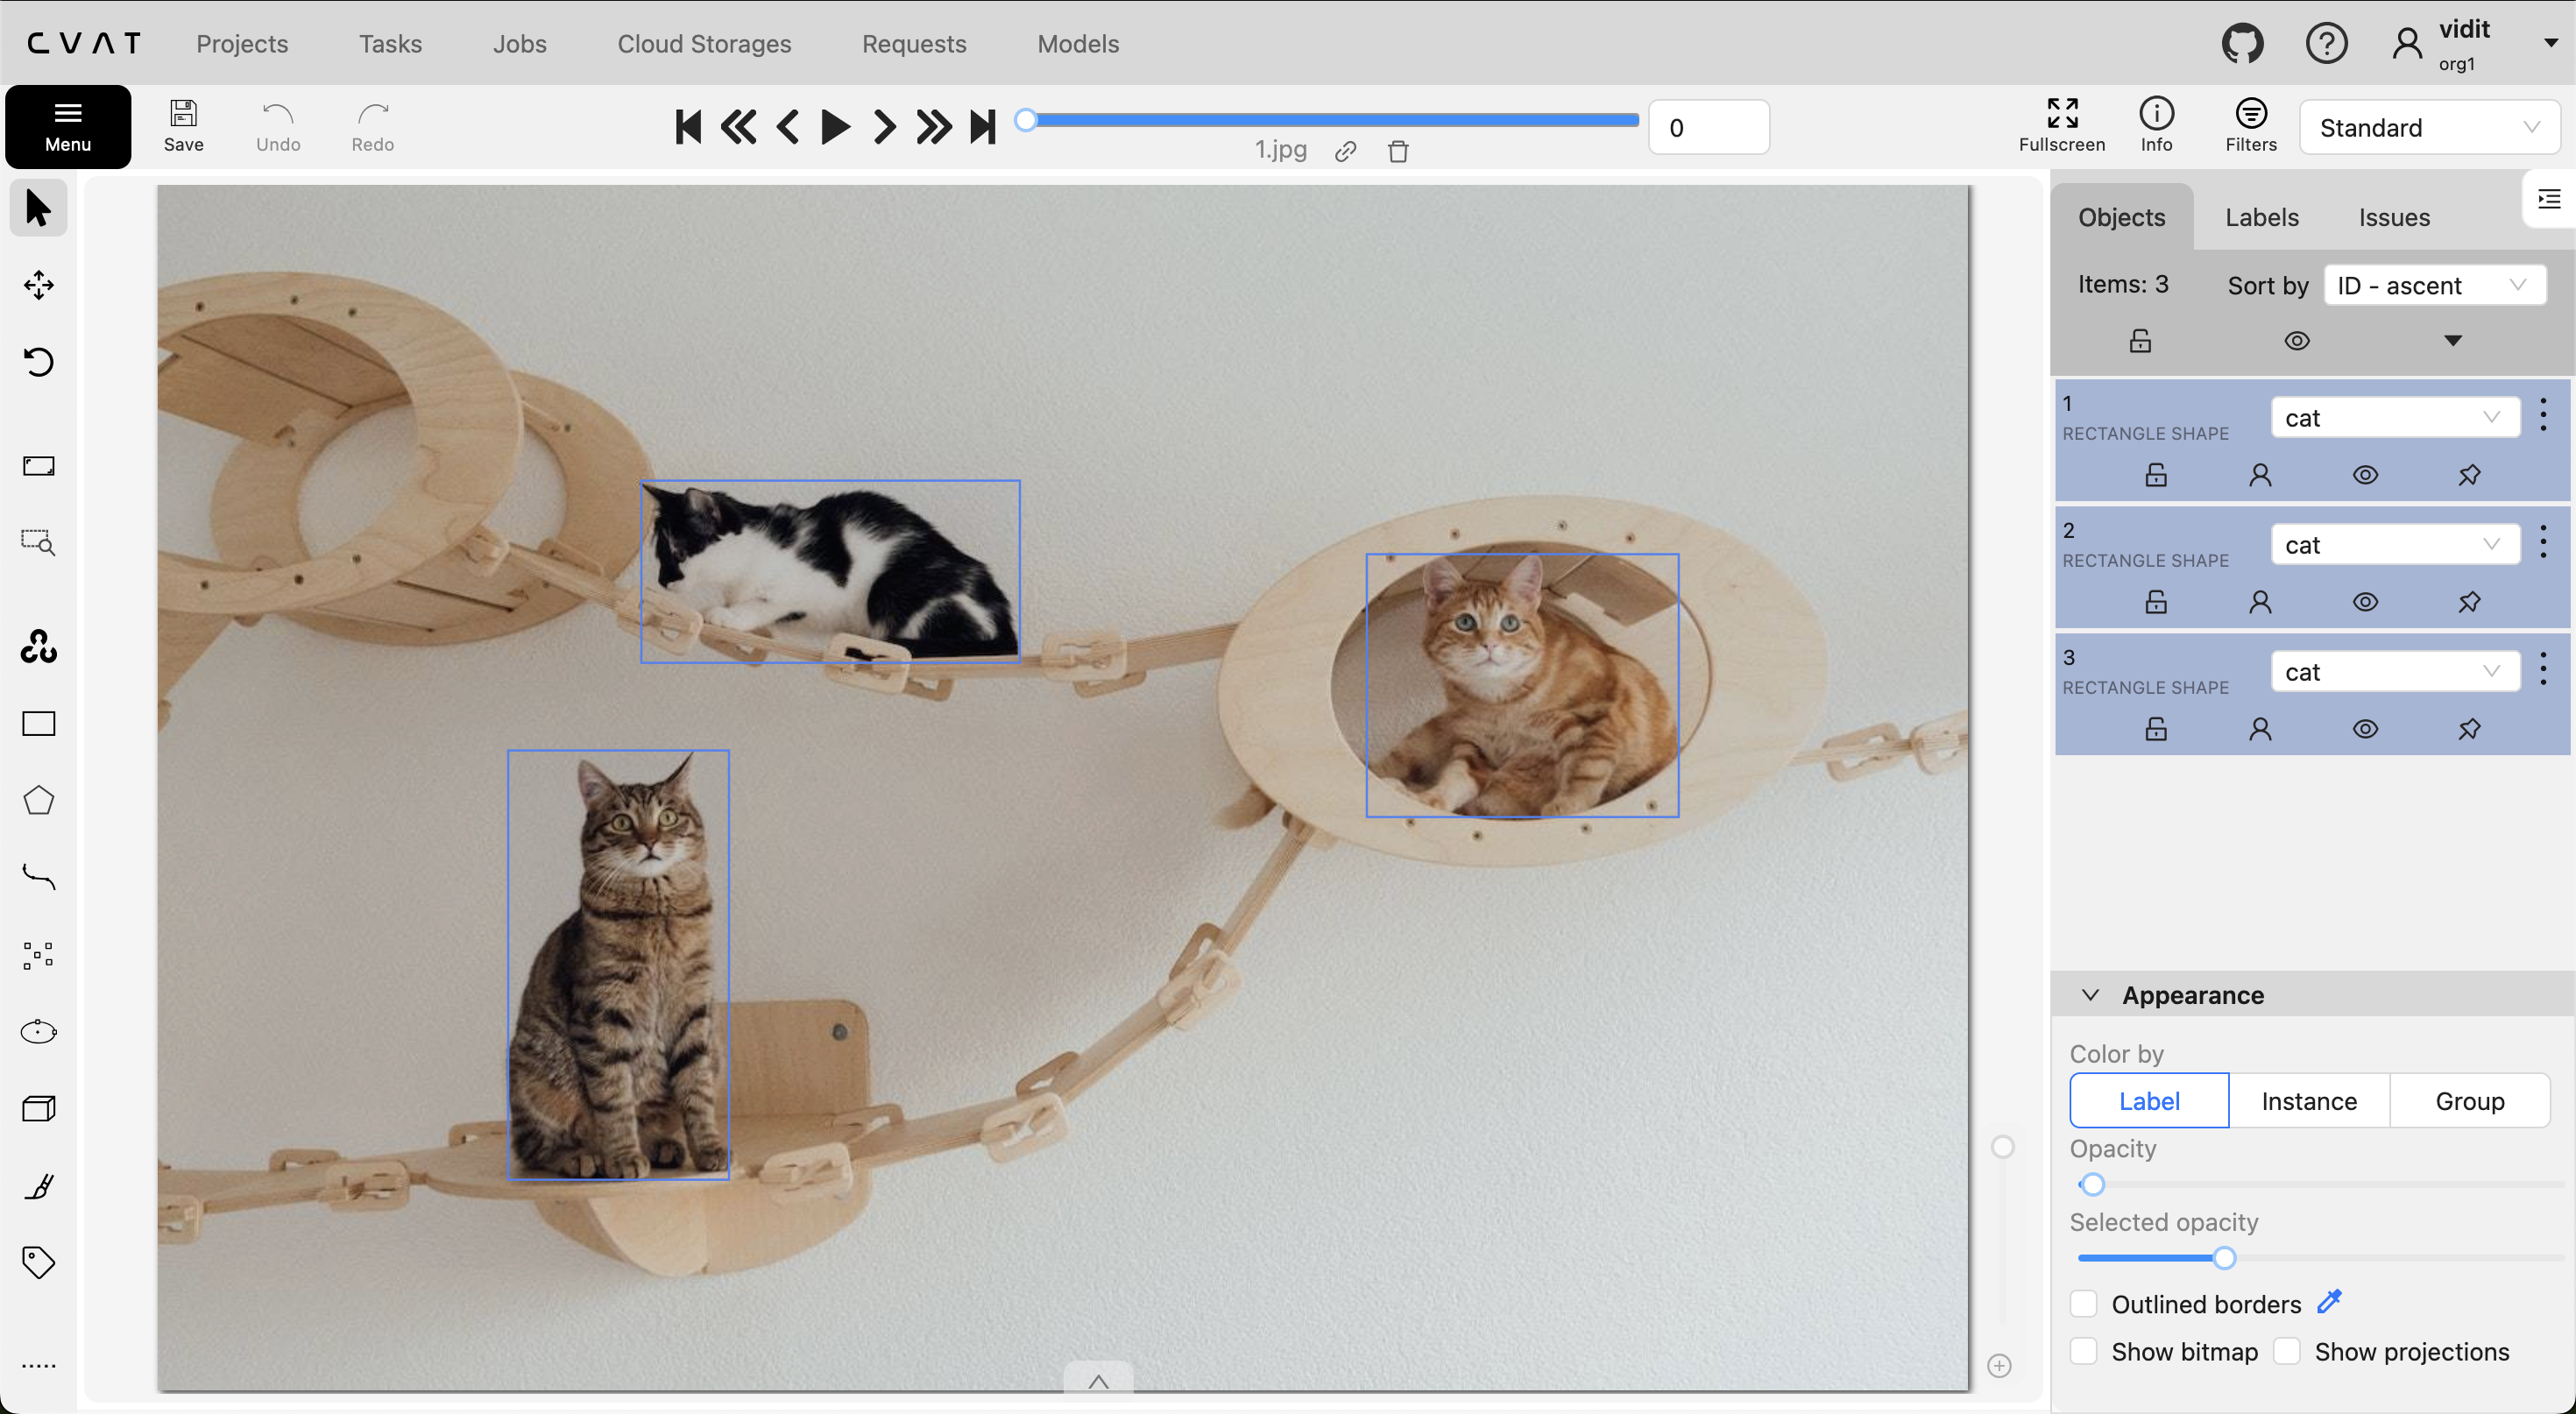 CVAT Projects Tasks Jobs Cloud Storages Requests Models ? vidit
org1
Menu Save Undo Redo 0 Fullscreen Info Filters Standard
1.jpg
Objects Labels Issues
Items: 3 Sort by ID - ascent
1 cat
RECTANGLE SHAPE
2 cat
RECTANGLE SHAPE
3 cat
RECTANGLE SHAPE
Appearance
Color by
Label Instance Group
Opacity
Selected opacity
Outlined borders
Show bitmap Show projections